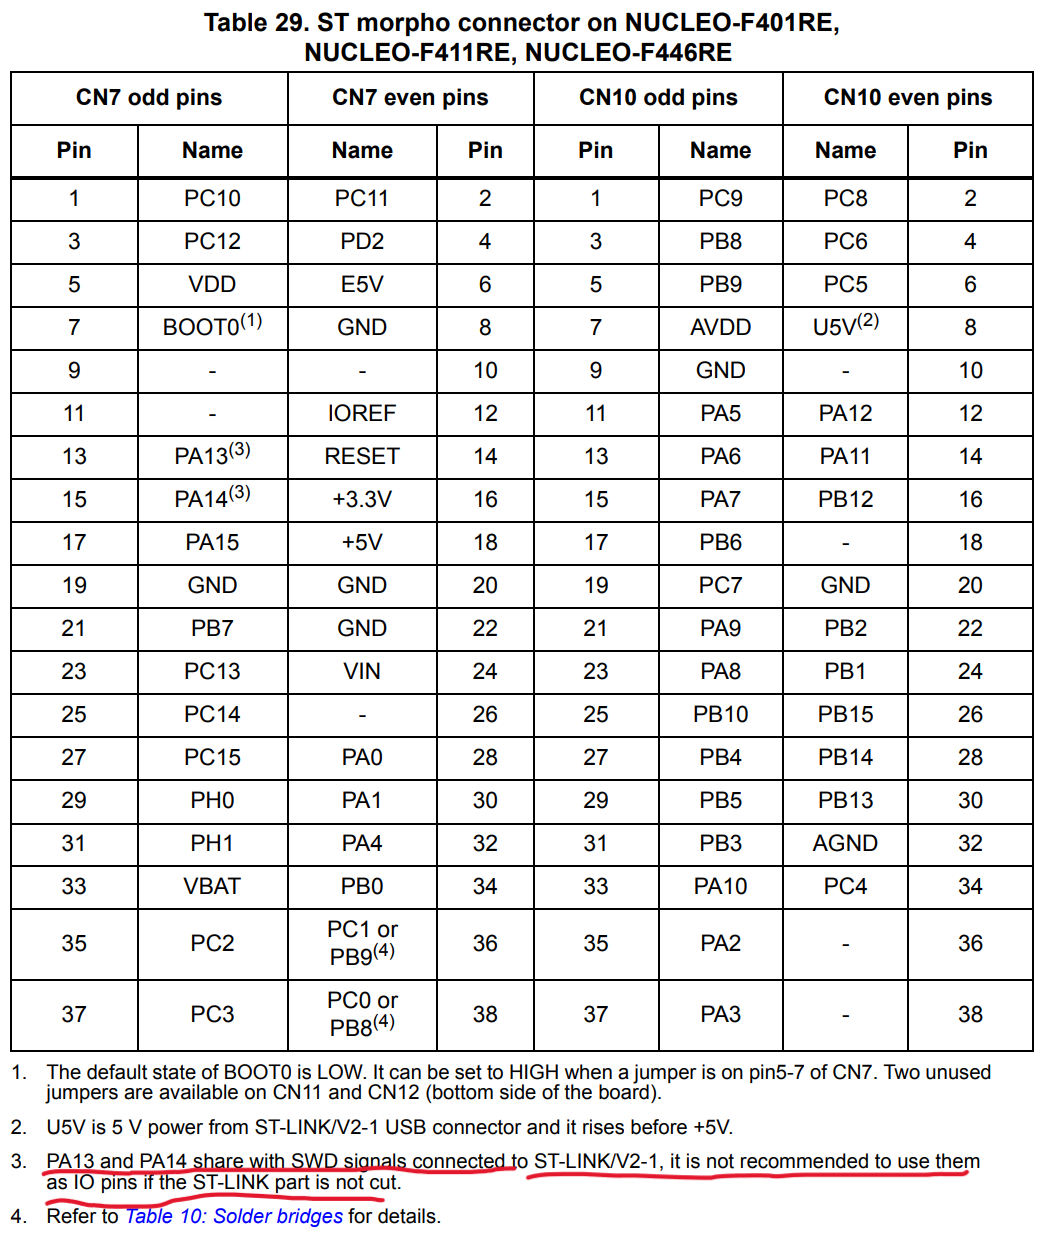 Table 29. ST morpho connector on NUCLEO-F401RE,
NUCLEO-F411RE, NUCLEO-F446RE
CN7 odd pins CN7 even pins CN10 odd pins CN10 even pins
Pin Name Name Pin Pin Name Name Pin
1 PC10 PC11 2 1 PC9 PC8 2
3 PC12 PD2 4 3 PB8 PC6 4
5 VDD E5V 6 5 PB9 PC5 6
7 BOOT0(1) GND 8 7 AVDD U5V(2) 8
9 - - 10 9 GND - 10
11 - IOREF 12 11 PA5 PA12 12
13 PA13(3) RESET 14 13 PA6 PA11 14
15 PA14(3) +3.3V 16 15 PA7 PB12 16
17 PA15 +5V 18 17 PB6 - 18
19 GND GND 20 19 PC7 GND 20
21 PB7 GND 22 21 PA9 PB2 22
23 PC13 VIN 24 23 PA8 PB1 24
25 PC14 - 26 25 PB10 PB15 26
27 PC15 PA0 28 27 PB4 PB14 28
29 PH0 PA1 30 29 PB5 PB13 30
31 PH1 PA4 32 31 PB3 AGND 32
33 VBAT PB0 34 33 PA10 PC4 34
35 PC2 PC1 or PB9(4) 36 35 PA2 - 36
37 PC3 PC0 or PB8(4) 38 37 PA3 - 38
1. The default state of BOOT0 is LOW. It can be set to HIGH when a jumper is on pin5-7 of CN7. Two unused
jumpers are available on CN11 and CN12 (bottom side of the board).
2. U5V is 5 V power from ST-LINK/V2-1 USB connector and it rises before +5V.
3. PA13 and PA14 share with SWD signals connected to ST-LINK/V2-1, it is not recommended to use them
as IO pins if the ST-LINK part is not cut.
4. Refer to Table 10: Solder bridges for details.